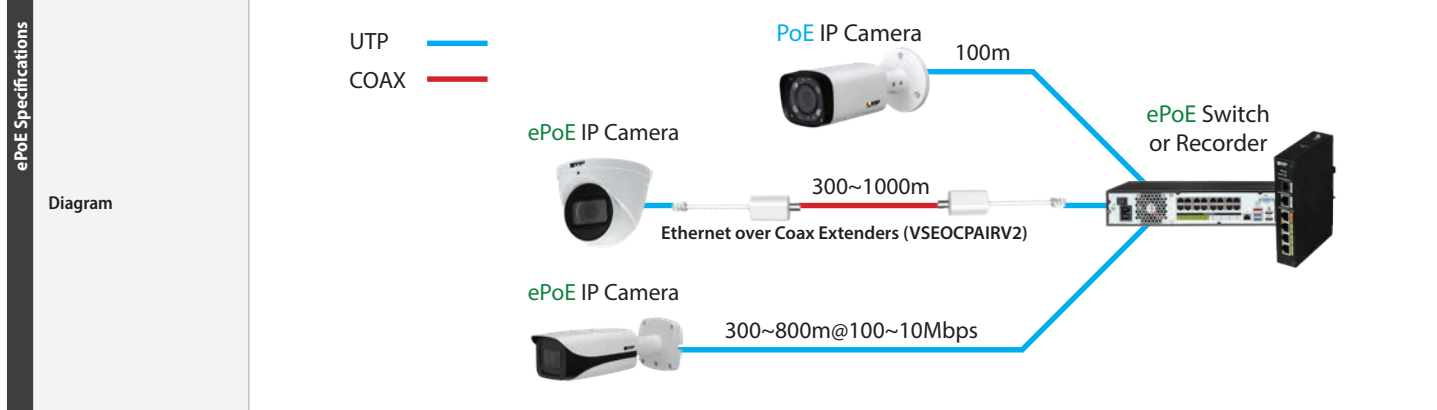 ePoE Specifications
Diagram
UTP
COAX
PoE IP Camera
100m
ePoE Switch
or Recorder
ePoE IP Camera
300~1000m
Ethernet over Coax Extenders (VSEOCPAIRV2)
ePoE IP Camera
300~800m@100~10Mbps